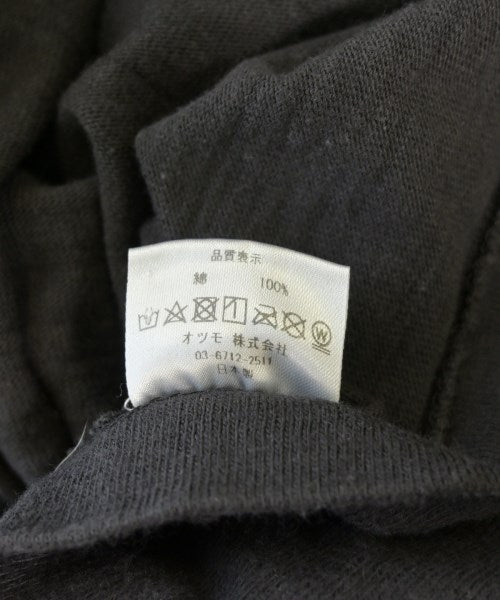 品質表示
綿 100%
オツモ 株式会社
03-6712-2511
日本製